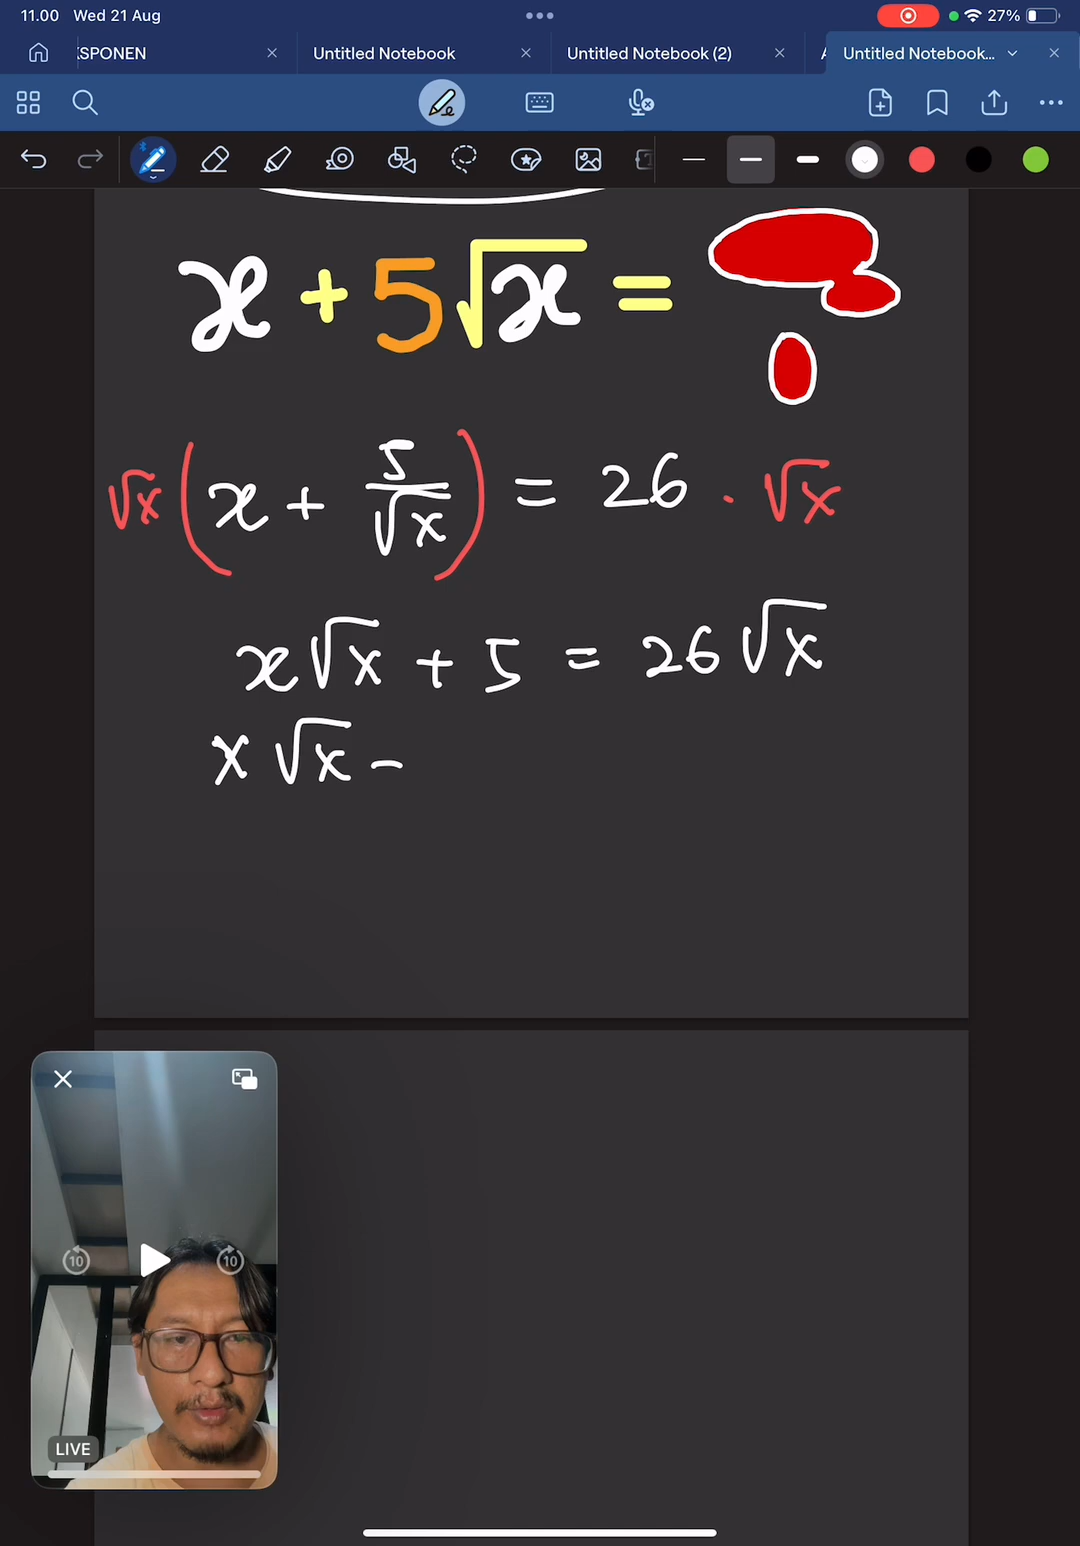 11.00 Wed 21 Aug 27%
KSPONEN Untitled Notebook Untitled Notebook (2) Untitled Notebook...
x + 5√x =
√x ( x + 5/√x ) = 26 . √x
x√x + 5 = 26√x
x√x -
10 10
LIVE